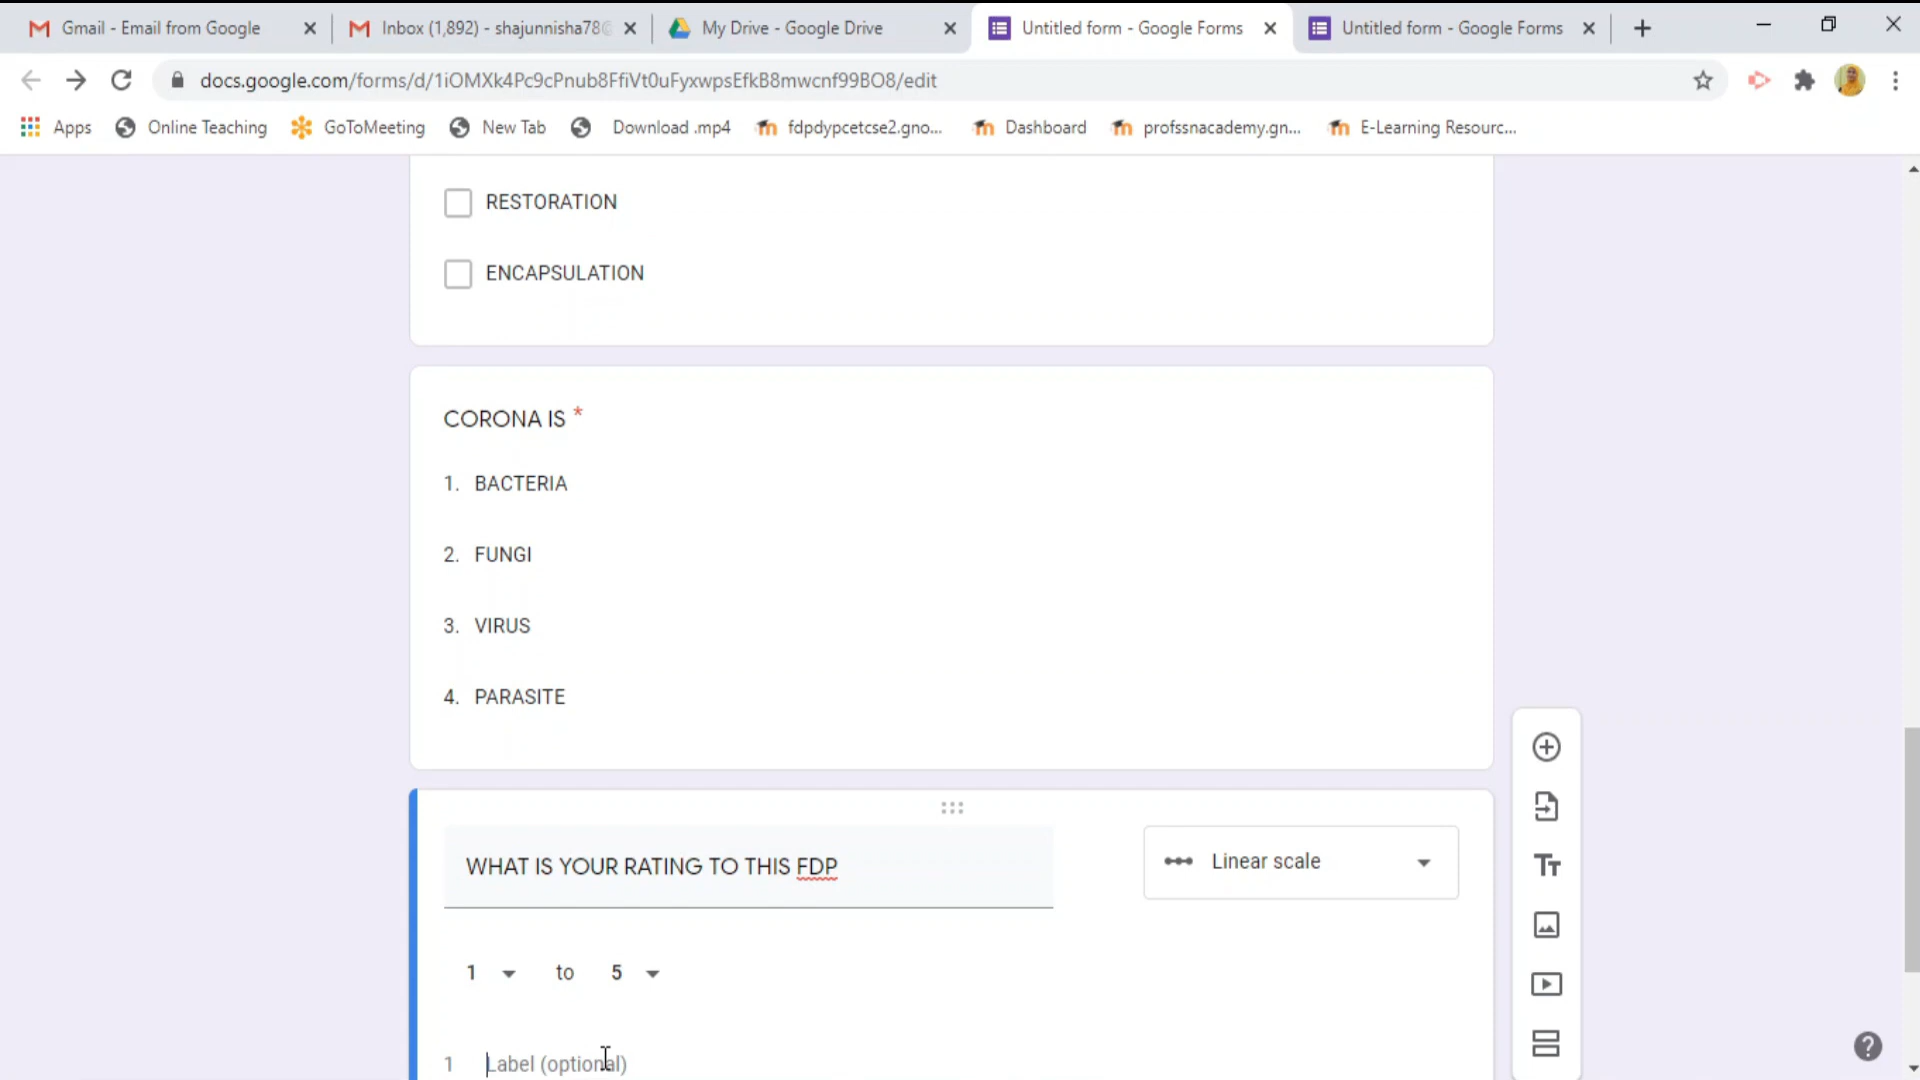 Gmail - Email from Google
Inbox (1,892) - shajunnisha78@
My Drive - Google Drive
Untitled form - Google Forms
Untitled form - Google Forms
docs.google.com/forms/d/1iOMXk4Pc9cPnub8FfiVt0uFyxwpsEfkB8mwcnf99BO8/edit
Apps
Online Teaching
GoToMeeting
New Tab
Download .mp4
fdpdypcetcse2.gno...
Dashboard
profssnacademy.gn...
E-Learning Resourc...
RESTORATION
ENCAPSULATION
CORONA IS *
1. BACTERIA
2. FUNGI
3. VIRUS
4. PARASITE
WHAT IS YOUR RATING TO THIS FDP
Linear scale
1 to 5
1 Label (optional)